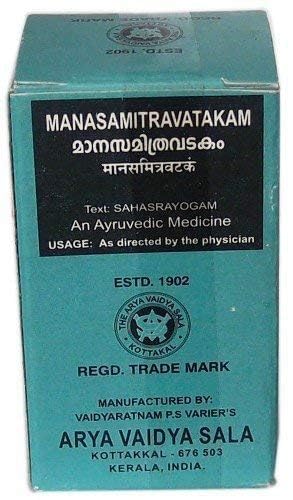 ESTD. 1902
MANASAMITRAVATAKAM
മാനസമിത്രവടകം
मानसमित्रवटकं
Text: SAHASRAYOGAM
An Ayruvedic Medicine
USAGE: As directed by the physician
ESTD. 1902
THE ARYA VAIDYA SALA
KOTTAKKAL
REGD. TRADE MARK
MANUFACTURED BY:
VAIDYARATNAM P.S VARIER'S
ARYA VAIDYA SALA
KOTTAKKAL - 676 503
KERALA, INDIA.